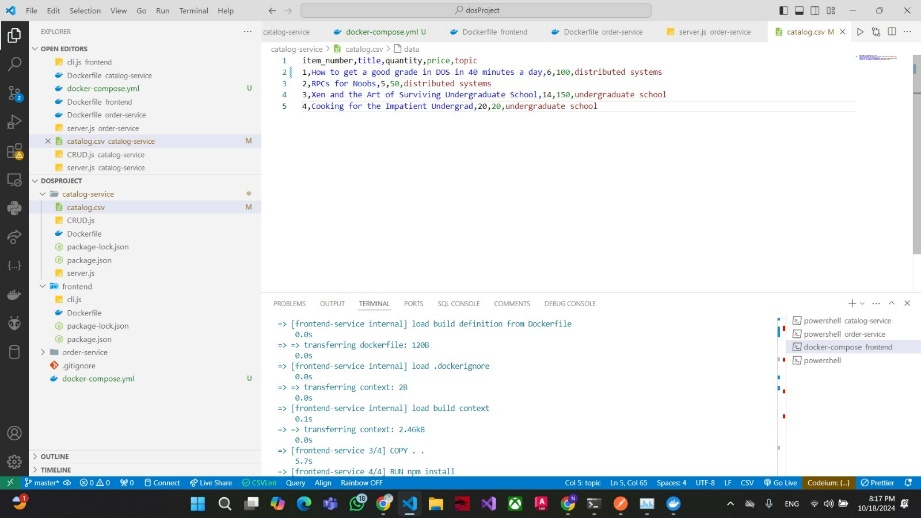 File Edit Selection View Go Run Terminal Help
dosProject
EXPLORER
OPEN EDITORS
cli.js frontend
Dockerfile catalog-service
docker-compose.yml U
Dockerfile frontend
Dockerfile order-service
server.js order-service
catalog.csv catalog-service M
CRUD.js catalog-service
server.js catalog-service
DOSPROJECT
catalog-service
catalog.csv M
CRUD.js
Dockerfile
package-lock.json
package.json
server.js
frontend
cli.js
Dockerfile
package-lock.json
package.json
order-service
.gitignore
docker-compose.yml U
OUTLINE
TIMELINE
catalog-service docker-compose.yml U Dockerfile frontend Dockerfile order-service server.js order-service catalog.csv M
catalog-service > catalog.csv > data
1 item_number,title,quantity,price,topic
2 1,How to get a good grade in DOS in 40 minutes a day,6,100,distributed systems
3 2,RPCs for Noobs,5,50,distributed systems
4 3,Xen and the Art of Surviving Undergraduate School,14,150,undergraduate school
5 4,Cooking for the Impatient Undergrad,20,20,undergraduate school
PROBLEMS OUTPUT TERMINAL PORTS SQL CONSOLE COMMENTS DEBUG CONSOLE
=> [frontend-service internal] load build definition from Dockerfile
0.0s
=> => transferring dockerfile: 120B
0.0s
=> [frontend-service internal] load .dockerignore
0.0s
=> => transferring context: 2B
0.0s
=> [frontend-service internal] load build context
0.1s
=> => transferring context: 2.46kB
0.0s
=> [frontend-service 3/4] COPY . .
5.7s
=> [frontend-service 4/4] RUN npm install
powershell catalog-service
powershell order-service
docker-compose frontend
powershell
master* 0 0 0 Connect Live Share CSVLint Query Align Rainbow OFF Col 5: topic Ln 5, Col 65 Spaces: 4 UTF-8 LF CSV Go Live Codeium: {...} Prettier
ENG
8:17 PM
10/18/2024